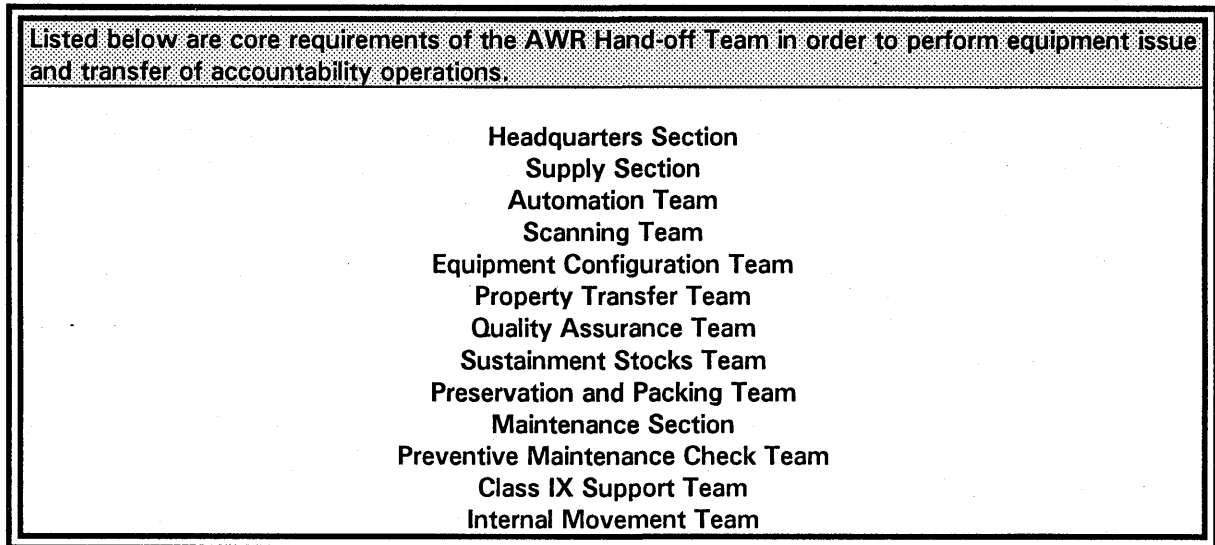 Listed below are core requirements of the AWR Hand-off Team in order to perform equipment issue
and transfer of accountability operations.
Headquarters Section
Supply Section
Automation Team
Scanning Team
Equipment Configuration Team
Property Transfer Team
Quality Assurance Team
Sustainment Stocks Team
Preservation and Packing Team
Maintenance Section
Preventive Maintenance Check Team
Class IX Support Team
Internal Movement Team